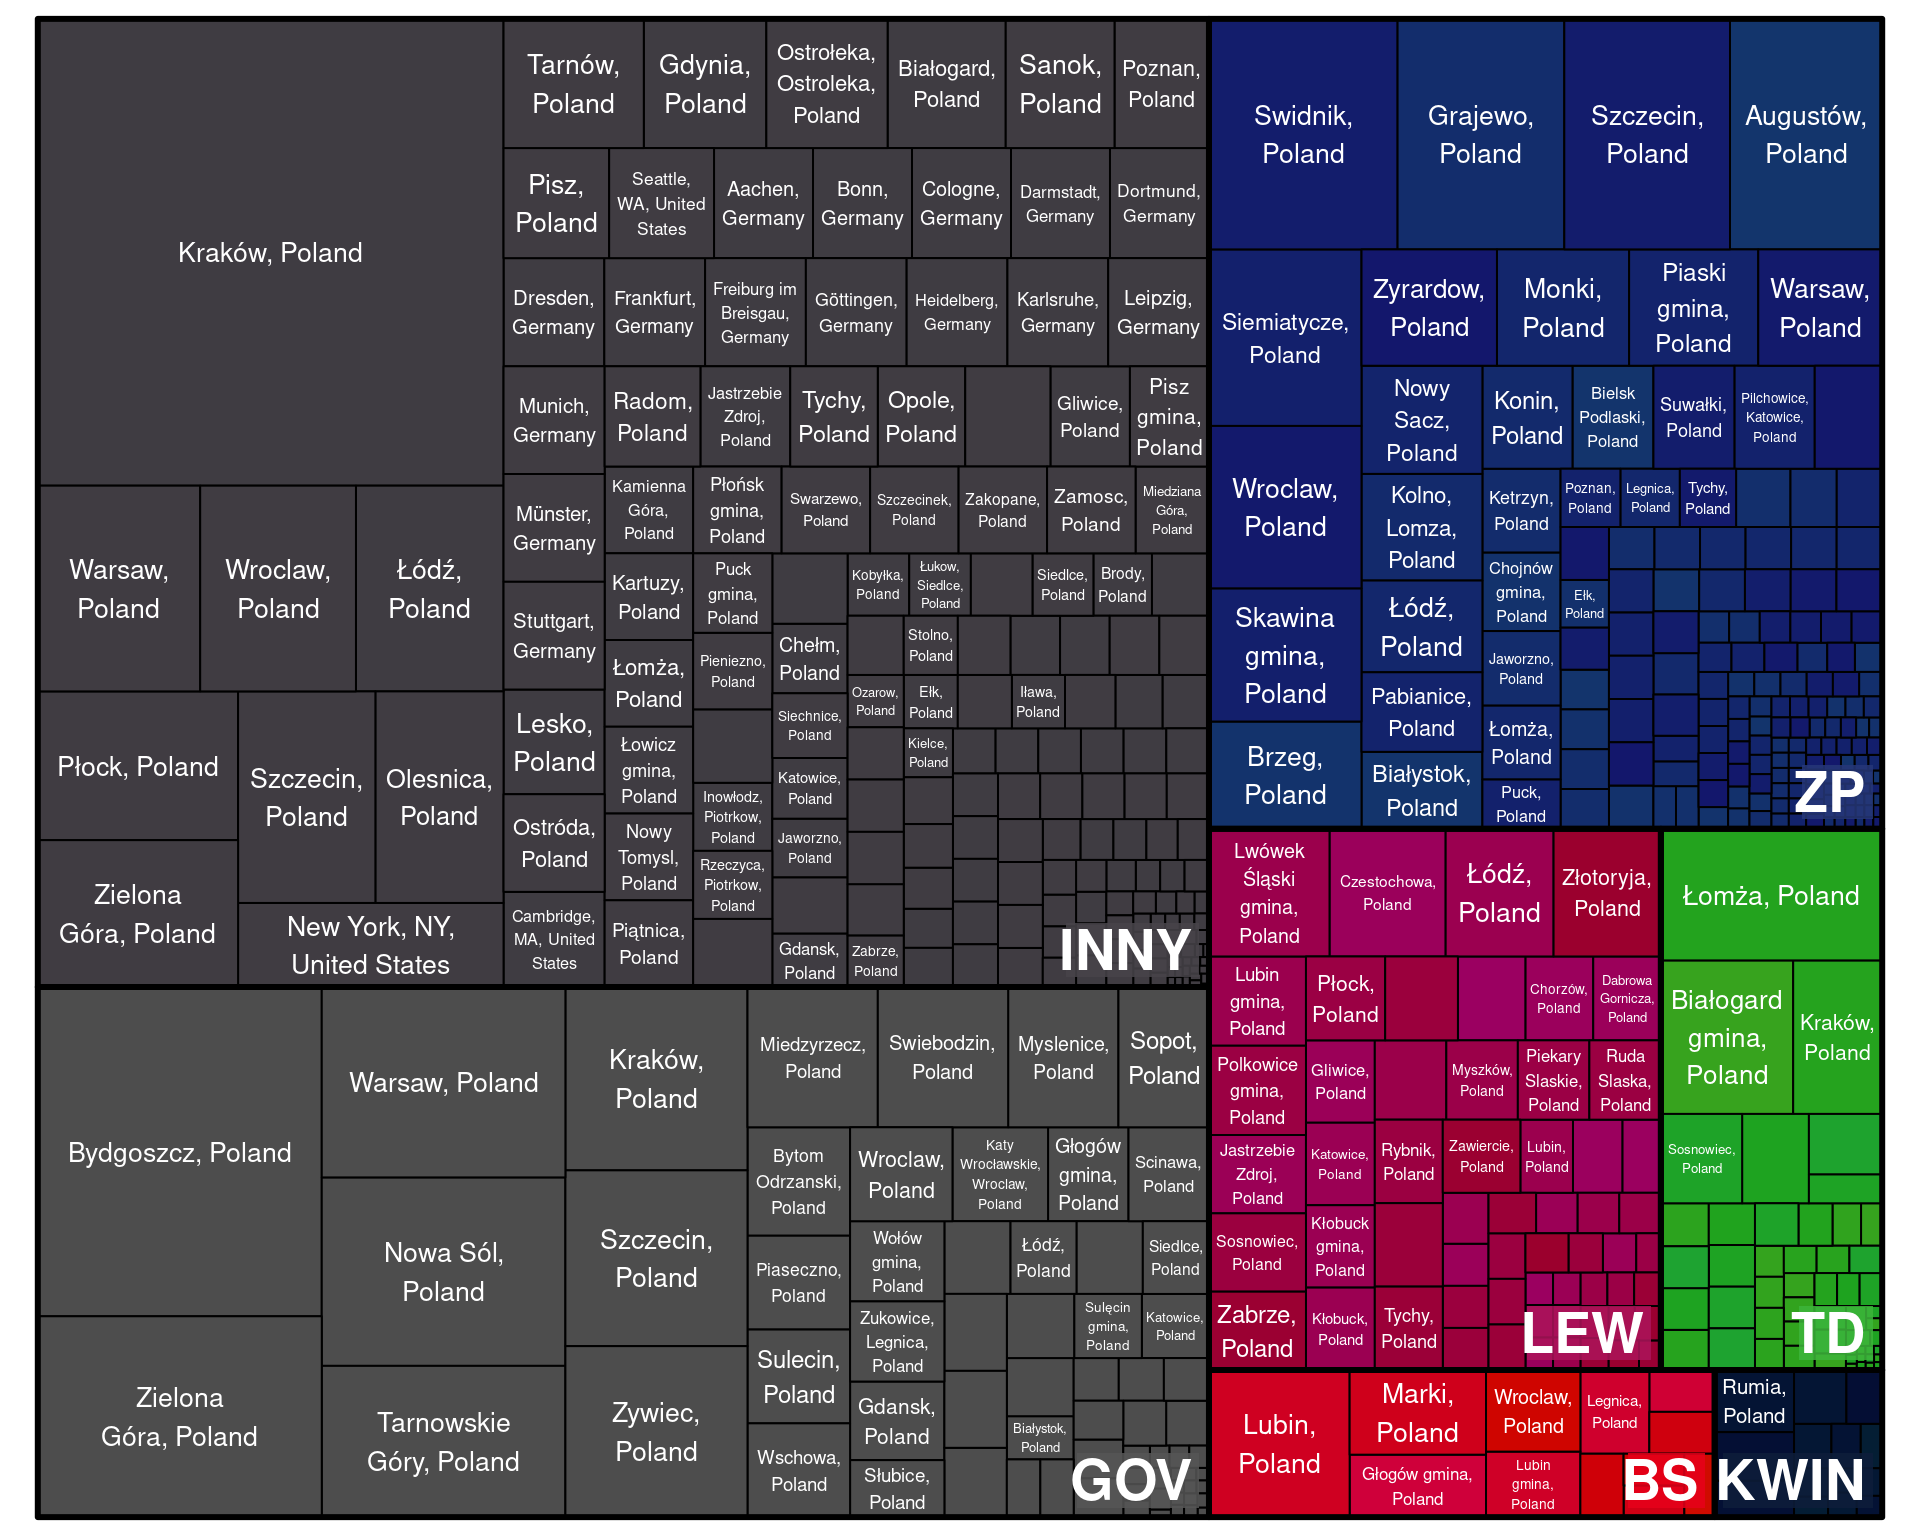 Kraków, Poland
Warsaw,
Poland
Wroclaw,
Poland
Łódź,
Poland
Płock, Poland
Zielona
Góra, Poland
Szczecin,
Poland
Olesnica,
Poland
New York, NY,
United States
Tarnów,
Poland
Gdynia,
Poland
Ostrołeka,
Ostroleka,
Poland
Białogard,
Poland
Sanok,
Poland
Poznan,
Poland
Pisz,
Poland
Seattle,
WA, United
States
Aachen,
Germany
Bonn,
Germany
Cologne,
Germany
Darmstadt,
Germany
Dortmund,
Germany
Dresden,
Germany
Frankfurt,
Germany
Freiburg im
Breisgau,
Germany
Göttingen,
Germany
Heidelberg,
Germany
Karlsruhe,
Germany
Leipzig,
Germany
Munich,
Germany
Münster,
Germany
Stuttgart,
Germany
Lesko,
Poland
Ostróda,
Poland
Cambridge,
MA, United
States
Radom,
Poland
Jastrzebie
Zdroj,
Poland
Tychy,
Poland
Opole,
Poland
Gliwice,
Poland
Pisz
gmina,
Poland
Kamienna
Góra,
Poland
Płońsk
gmina,
Poland
Swarzewo,
Poland
Szczecinek,
Poland
Zakopane,
Poland
Zamosc,
Poland
Miedziana
Góra,
Poland
Kartuzy,
Poland
Łomża,
Poland
Łowicz
gmina,
Poland
Nowy
Tomysl,
Poland
Piątnica,
Poland
Puck
gmina,
Poland
Pieniezno,
Poland
Inowłodz,
Piotrkow,
Poland
Rzeczyca,
Piotrkow,
Poland
Chełm,
Poland
Siechnice,
Poland
Katowice,
Poland
Jaworzno,
Poland
Gdansk,
Poland
Kobyłka,
Poland
Łukow,
Siedlce,
Poland
Siedlce,
Poland
Brody,
Poland
Stolno,
Poland
Ozarow,
Poland
Ełk,
Poland
Iława,
Poland
Kielce,
Poland
Zabrze,
Poland
INNY
Bydgoszcz, Poland
Zielona
Góra, Poland
Warsaw, Poland
Nowa Sól,
Poland
Tarnowskie
Góry, Poland
Kraków,
Poland
Szczecin,
Poland
Zywiec,
Poland
Miedzyrzecz,
Poland
Swiebodzin,
Poland
Myslenice,
Poland
Sopot,
Poland
Bytom
Odrzanski,
Poland
Piaseczno,
Poland
Sulecin,
Poland
Wschowa,
Poland
Wroclaw,
Poland
Katy
Wrocławskie,
Wroclaw,
Poland
Głogów
gmina,
Poland
Scinawa,
Poland
Wołów
gmina,
Poland
Zukowice,
Legnica,
Poland
Gdansk,
Poland
Słubice,
Poland
Łódź,
Poland
Siedlce,
Poland
Sulęcin
gmina,
Poland
Katowice,
Poland
Białystok,
Poland
GOV
Swidnik,
Poland
Grajewo,
Poland
Szczecin,
Poland
Augustów,
Poland
Siemiatycze,
Poland
Wroclaw,
Poland
Skawina
gmina,
Poland
Brzeg,
Poland
Zyrardow,
Poland
Monki,
Poland
Piaski
gmina,
Poland
Warsaw,
Poland
Nowy
Sacz,
Poland
Kolno,
Lomza,
Poland
Łódź,
Poland
Pabianice,
Poland
Białystok,
Poland
Konin,
Poland
Bielsk
Podlaski,
Poland
Suwałki,
Poland
Pilchowice,
Katowice,
Poland
Ketrzyn,
Poland
Chojnów
gmina,
Poland
Jaworzno,
Poland
Łomża,
Poland
Puck,
Poland
Poznan,
Poland
Legnica,
Poland
Tychy,
Poland
Ełk,
Poland
ZP
Lwówek
Śląski
gmina,
Poland
Czestochowa,
Poland
Łódź,
Poland
Złotoryja,
Poland
Lubin
gmina,
Poland
Polkowice
gmina,
Poland
Jastrzebie
Zdroj,
Poland
Sosnowiec,
Poland
Zabrze,
Poland
Płock,
Poland
Chorzów,
Poland
Dabrowa
Gornicza,
Poland
Gliwice,
Poland
Katowice,
Poland
Kłobuck
gmina,
Poland
Kłobuck,
Poland
Myszków,
Poland
Piekary
Slaskie,
Poland
Ruda
Slaska,
Poland
Rybnik,
Poland
Zawiercie,
Poland
Lubin,
Poland
Tychy,
Poland
LEW
Łomża, Poland
Białogard
gmina,
Poland
Kraków,
Poland
Sosnowiec,
Poland
TD
Lubin,
Poland
Marki,
Poland
Głogów gmina,
Poland
Wroclaw,
Poland
Lubin
gmina,
Poland
Legnica,
Poland
BS
Rumia,
Poland
KWIN